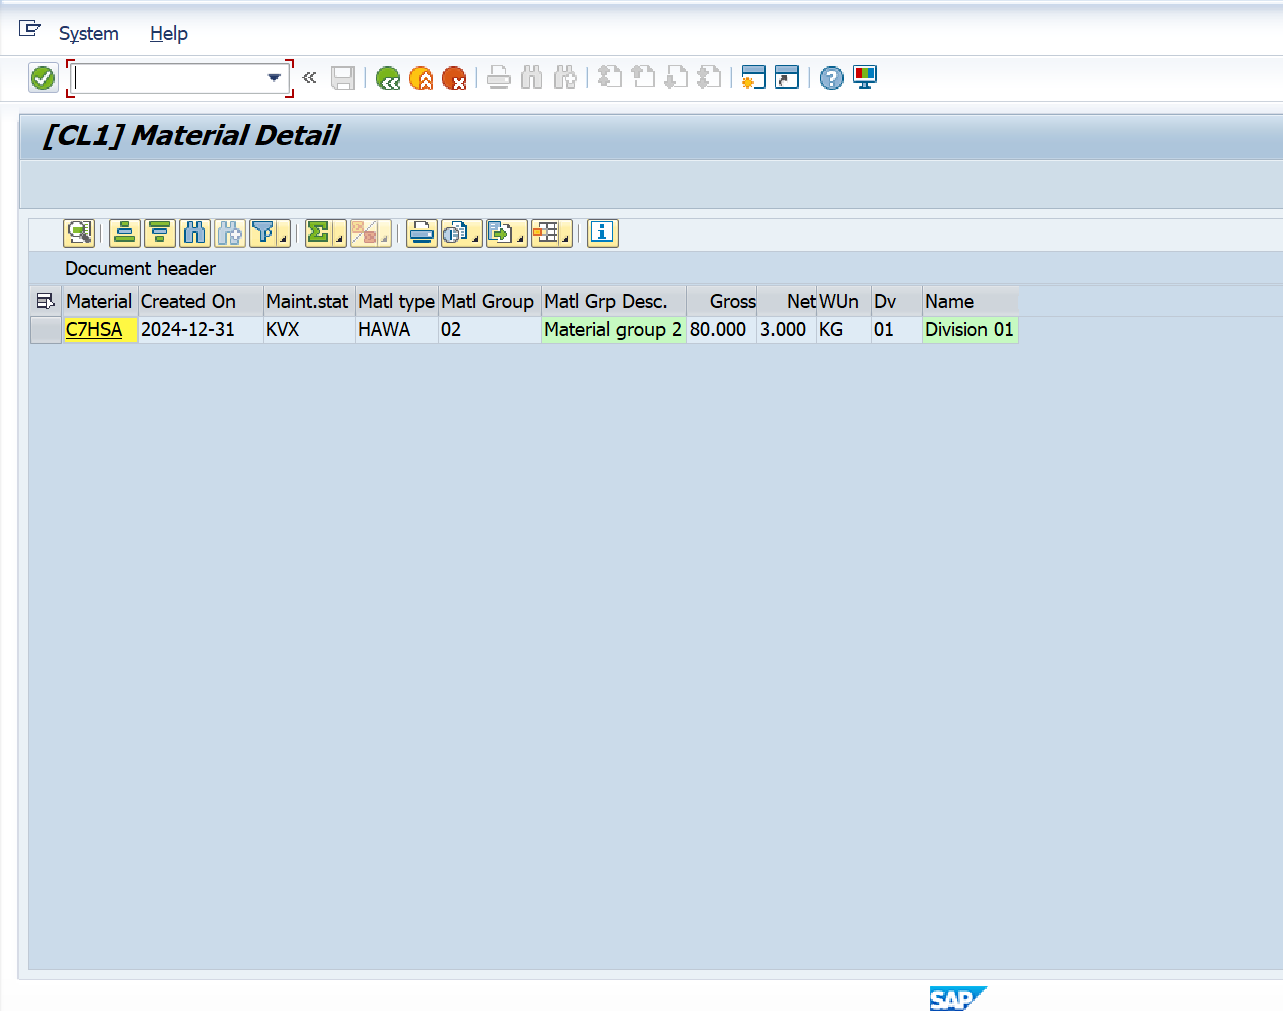 System Help
[CL1] Material Detail
Document header
Material Created On Maint.stat Matl type Matl Group Matl Grp Desc. Gross Net WUn Dv Name
C7HSA 2024-12-31 KVX HAWA 02 Material group 2 80.000 3.000 KG 01 Division 01
SAP